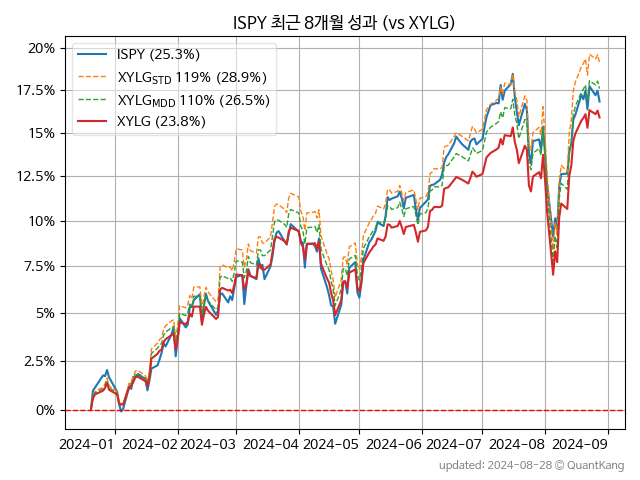 ISPY 최근 8개월 성과 (vs XYLG)
20%
17.5%
15%
12.5%
10%
7.5%
5%
2.5%
0%
ISPY (25.3%)
XYLGSTD 119% (28.9%)
XYLGMDD 110% (26.5%)
XYLG (23.8%)
2024-01 2024-02 2024-03 2024-04 2024-05 2024-06 2024-07 2024-08 2024-09
updated: 2024-08-28 © QuantKang